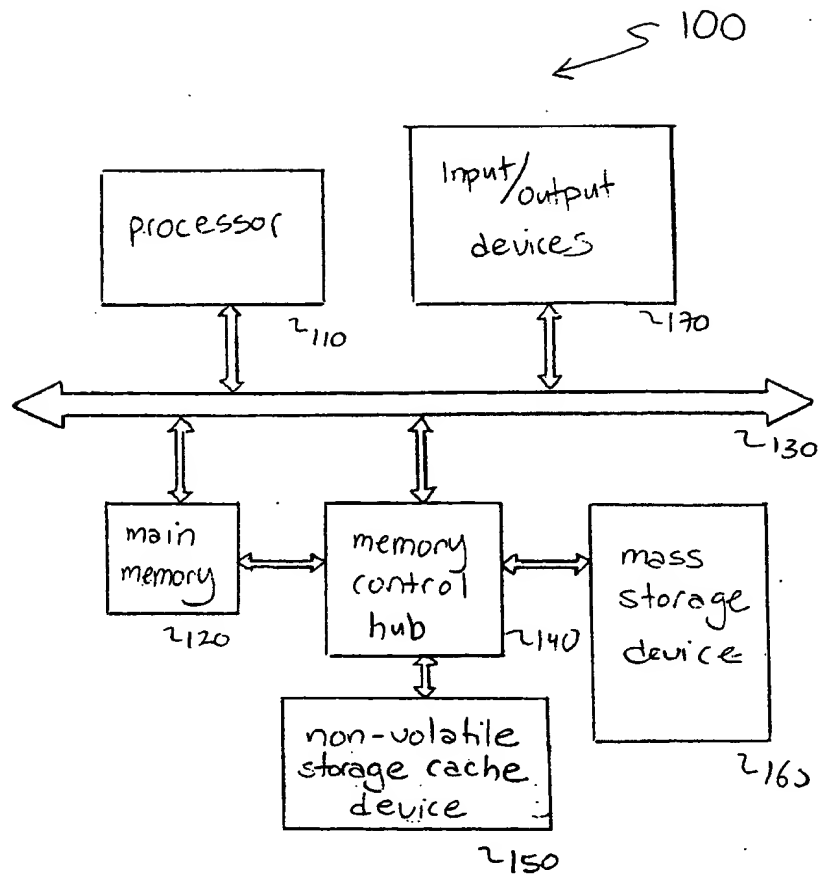 100
processor
110
Input/output
devices
170
130
main
memory
120
memory
control
hub
140
mass
storage
device
160
non-volatile
storage cache
device
150